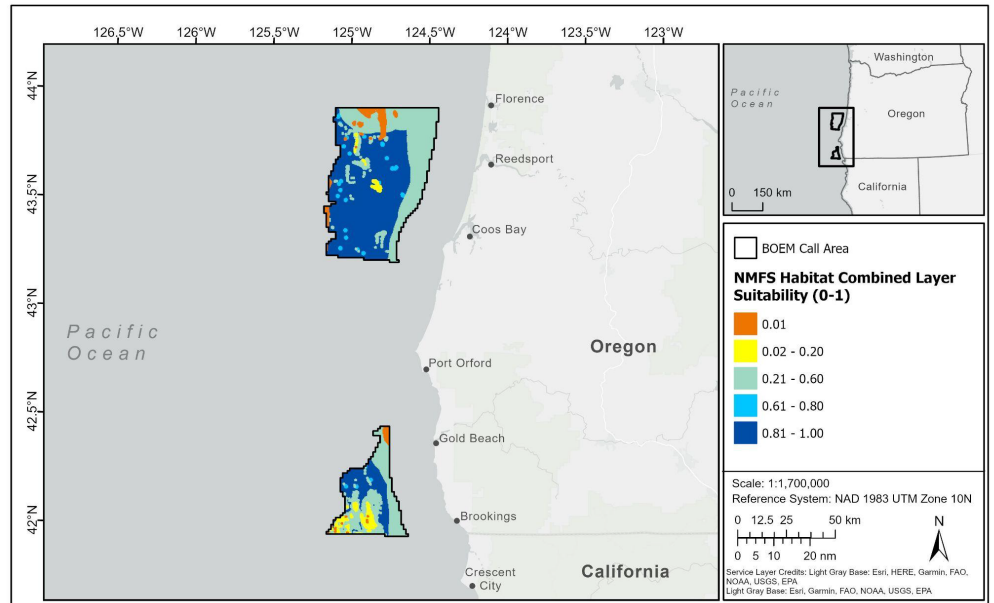 126.5°W 126°W 125.5°W 125°W 124.5°W 124°W 123.5°W 123°W
44°N
43.5°N
43°N
42.5°N
42°N
Florence
Reedsport
Coos Bay
Pacific
Ocean
Oregon
Port Orford
Gold Beach
Brookings
Crescent
City
California
Washington
Pacific
Ocean
Oregon
California
0 150 km
BOEM Call Area
NMFS Habitat Combined Layer
Suitability (0-1)
0.01
0.02 - 0.20
0.21 - 0.60
0.61 - 0.80
0.81 - 1.00
Scale: 1:1,700,000
Reference System: NAD 1983 UTM Zone 10N
0 12.5 25 50 km
0 5 10 20 nm
N
Service Layer Credits: Light Gray Base: Esri, HERE, Garmin, FAO,
NOAA, USGS, EPA
Light Gray Base: Esri, Garmin, FAO, NOAA, USGS, EPA